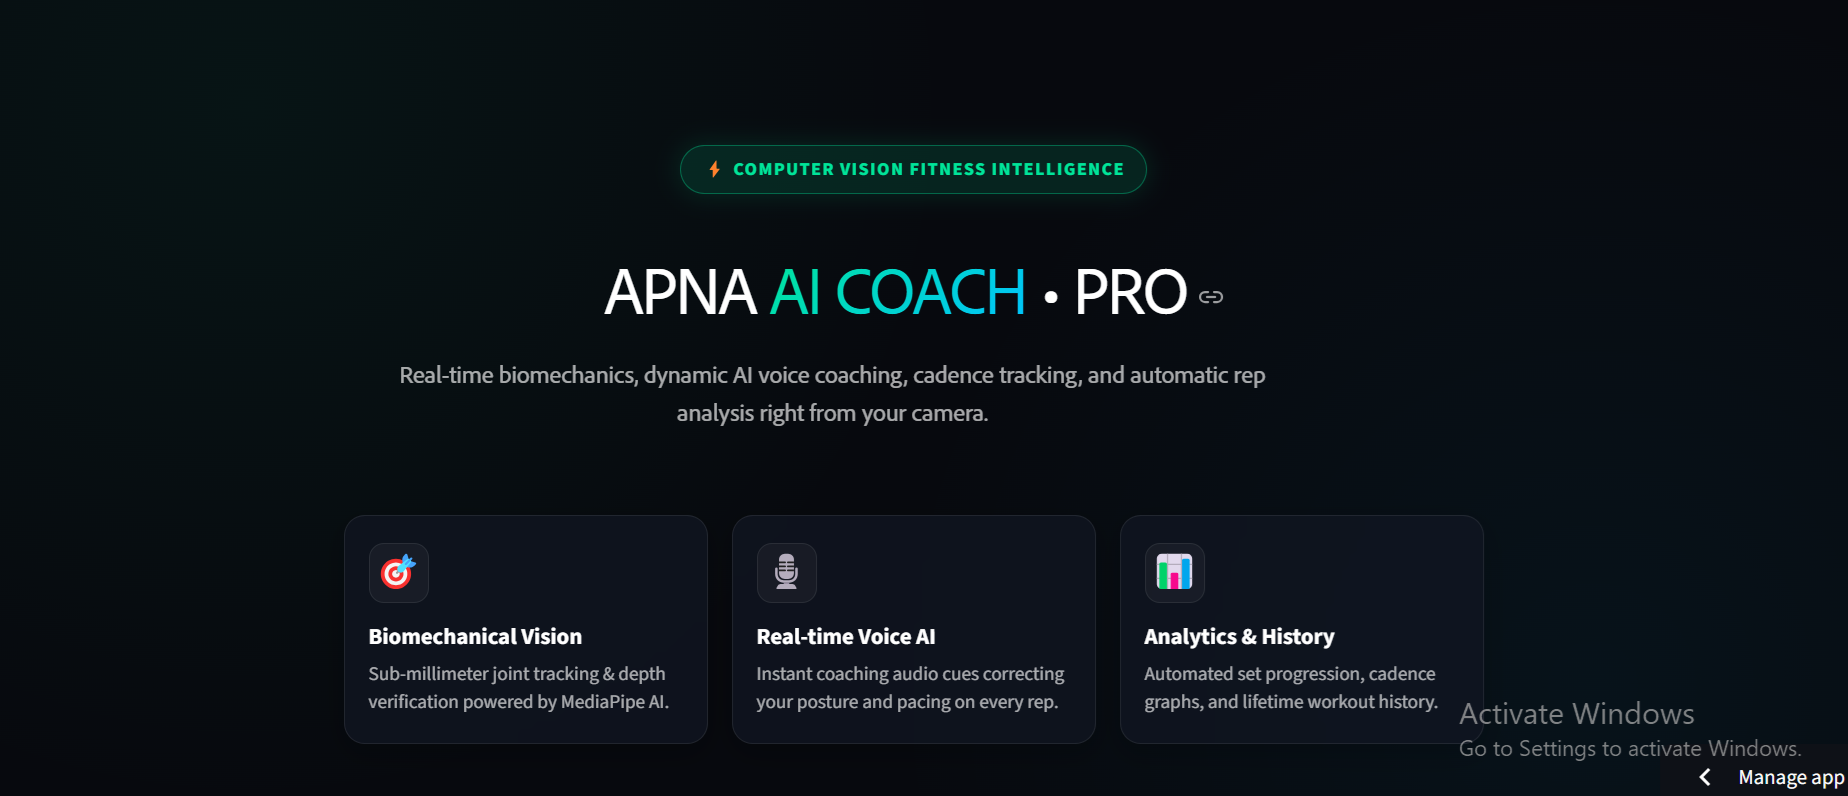 COMPUTER VISION FITNESS INTELLIGENCE
APNA AI COACH • PRO
Real-time biomechanics, dynamic AI voice coaching, cadence tracking, and automatic rep
analysis right from your camera.
Biomechanical Vision
Sub-millimeter joint tracking & depth
verification powered by MediaPipe AI.
Real-time Voice AI
Instant coaching audio cues correcting
your posture and pacing on every rep.
Analytics & History
Automated set progression, cadence
graphs, and lifetime workout history.
Activate Windows
Go to Settings to activate Windows.
Manage app